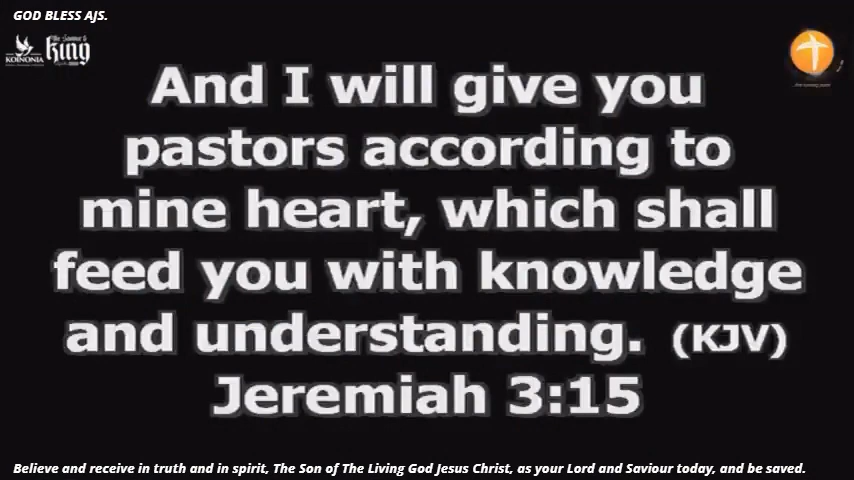 GOD BLESS AJS.
KOINONIA
King
And I will give you
pastors according to
mine heart, which shall
feed you with knowledge
and understanding. (KJV)
Jeremiah 3:15
Believe and receive in truth and in spirit, The Son of The Living God Jesus Christ, as your Lord and Saviour today, and be saved.